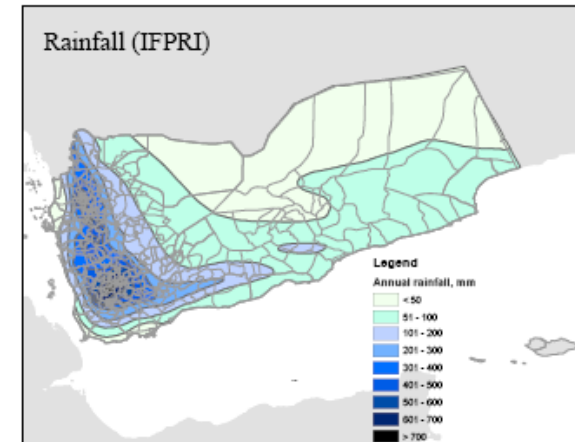 Rainfall (IFPRI)
Legend
Annual rainfall, mm
< 50
51 - 100
101 - 200
201 - 300
301 - 400
401 - 500
501 - 600
601 - 700
> 700